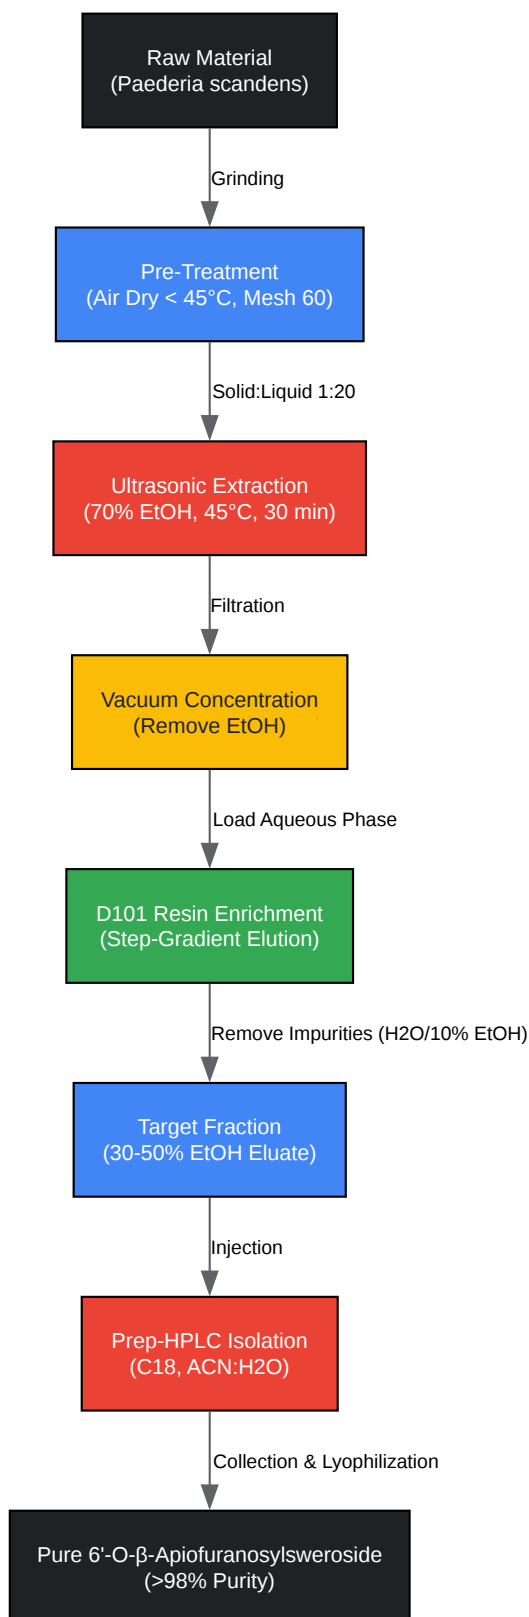 Raw Material
(Paederia scandens)
Grinding
Pre-Treatment
(Air Dry < 45°C, Mesh 60)
Solid:Liquid 1:20
Ultrasonic Extraction
(70% EtOH, 45°C, 30 min)
Filtration
Vacuum Concentration
(Remove EtOH)
Load Aqueous Phase
D101 Resin Enrichment
(Step-Gradient Elution)
Remove Impurities (H2O/10% EtOH)
Target Fraction
(30-50% EtOH Eluate)
Injection
Prep-HPLC Isolation
(C18, ACN:H2O)
Collection & Lyophilization
Pure 6'-O-β-Apiofuranosylsweroside
(>98% Purity)